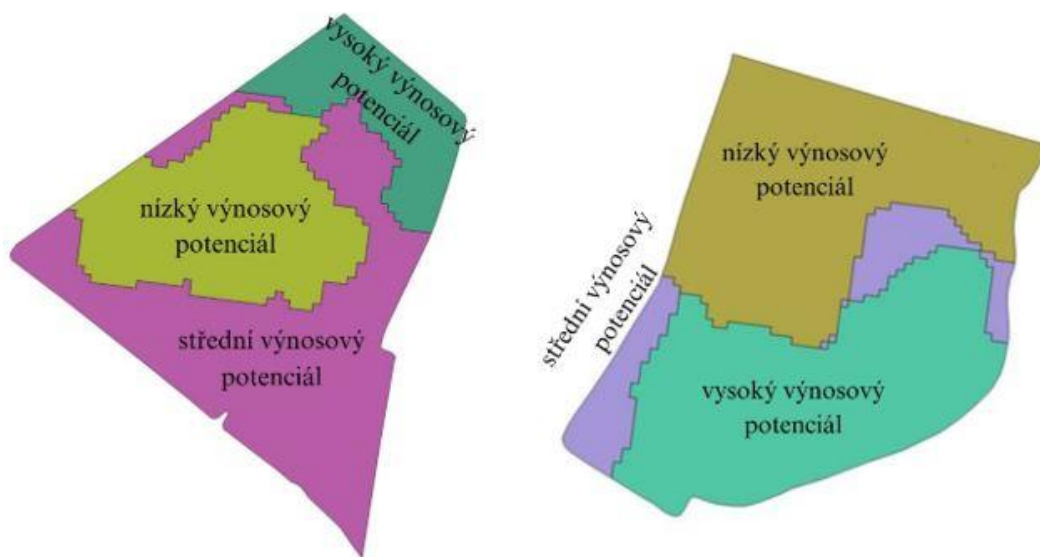 vysoký výnosový
potenciál
nízký výnosový
potenciál
střední výnosový
potenciál
nízký výnosový
potenciál
střední výnosový
potenciál
vysoký výnosový
potenciál